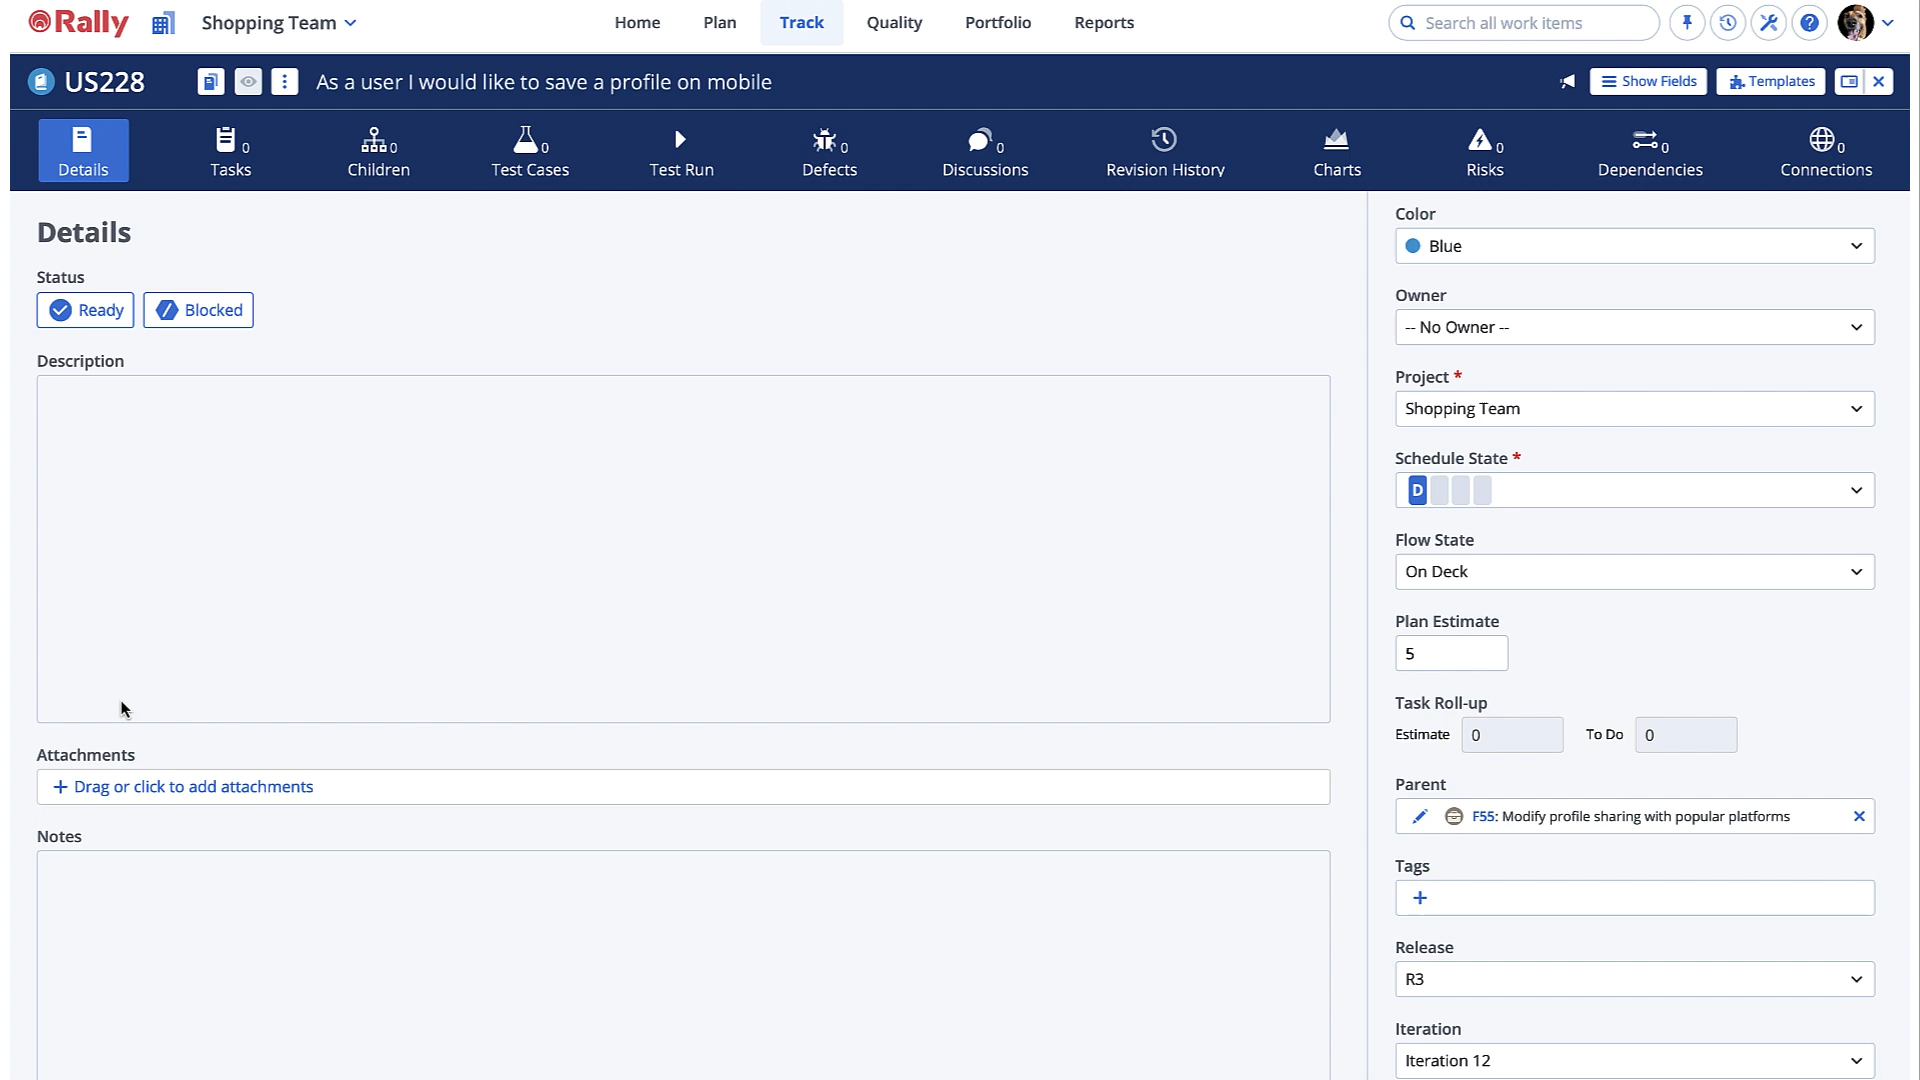 Rally Shopping Team Home Plan Track Quality Portfolio Reports Search all work items
US228 As a user I would like to save a profile on mobile Show Fields Templates
0 0 0 0 0 0 0 0
Details Tasks Children Test Cases Test Run Defects Discussions Revision History Charts Risks Dependencies Connections
Details
Status
Ready Blocked
Description
Attachments
+ Drag or click to add attachments
Notes
Color
Blue
Owner
-- No Owner --
Project *
Shopping Team
Schedule State *
D
Flow State
On Deck
Plan Estimate
5
Task Roll-up
Estimate 0 To Do 0
Parent
F55: Modify profile sharing with popular platforms
Tags
+
Release
R3
Iteration
Iteration 12